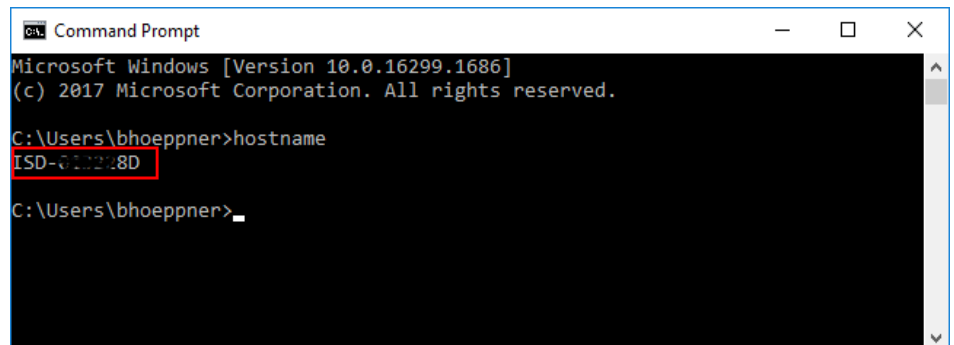 Command Prompt
Microsoft Windows [Version 10.0.16299.1686]
(c) 2017 Microsoft Corporation. All rights reserved.
C:\Users\bhoeppner>hostname
C:\Users\bhoeppner>